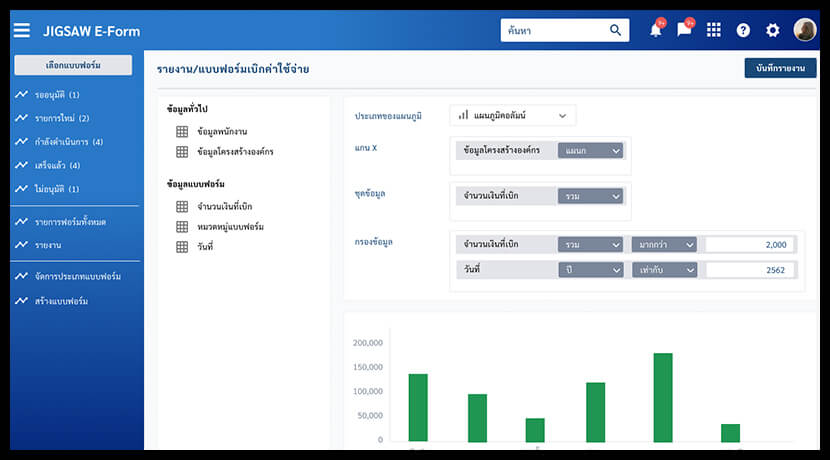 JIGSAW E-Form
ค้นหา
9+
9+
เลือกแบบฟอร์ม
รออนุมัติ (1)
รายการใหม่ (2)
กำลังดำเนินการ (4)
เสร็จแล้ว (4)
ไม่อนุมัติ (1)
รายการฟอร์มทั้งหมด
รายงาน
จัดการประเภทแบบฟอร์ม
สร้างแบบฟอร์ม
รายงาน/แบบฟอร์มเบิกค่าใช้จ่าย
บันทึกรายงาน
ข้อมูลทั่วไป
ข้อมูลพนักงาน
ข้อมูลโครงสร้างองค์กร
ข้อมูลแบบฟอร์ม
จำนวนเงินที่เบิก
หมวดหมู่แบบฟอร์ม
วันที่
ประเภทของแผนภูมิ แผนภูมิคอลัมน์
แกน X ข้อมูลโครงสร้างองค์กร แผนก
ชุดข้อมูล จำนวนเงินที่เบิก รวม
กรองข้อมูล จำนวนเงินที่เบิก รวม มากกว่า 2,000
วันที่ ปี เท่ากับ 2562
200,000
150,000
100,000
50,000
0